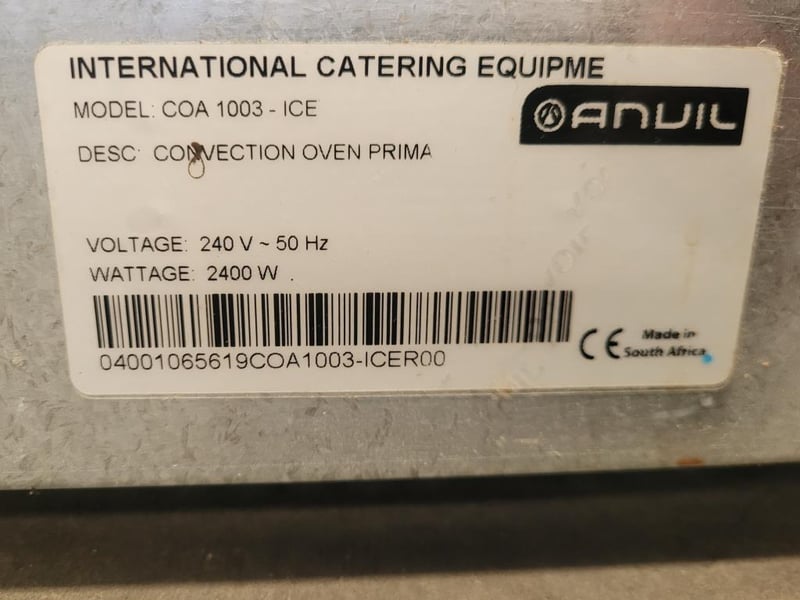 INTERNATIONAL CATERING EQUIPME
MODEL: COA 1003 - ICE
ANVIL
DESC: CONVECTION OVEN PRIMA
VOLTAGE: 240 V ~ 50 Hz
WATTAGE: 2400 W .
04001065619COA1003-ICER00
CE
Made in
South Africa